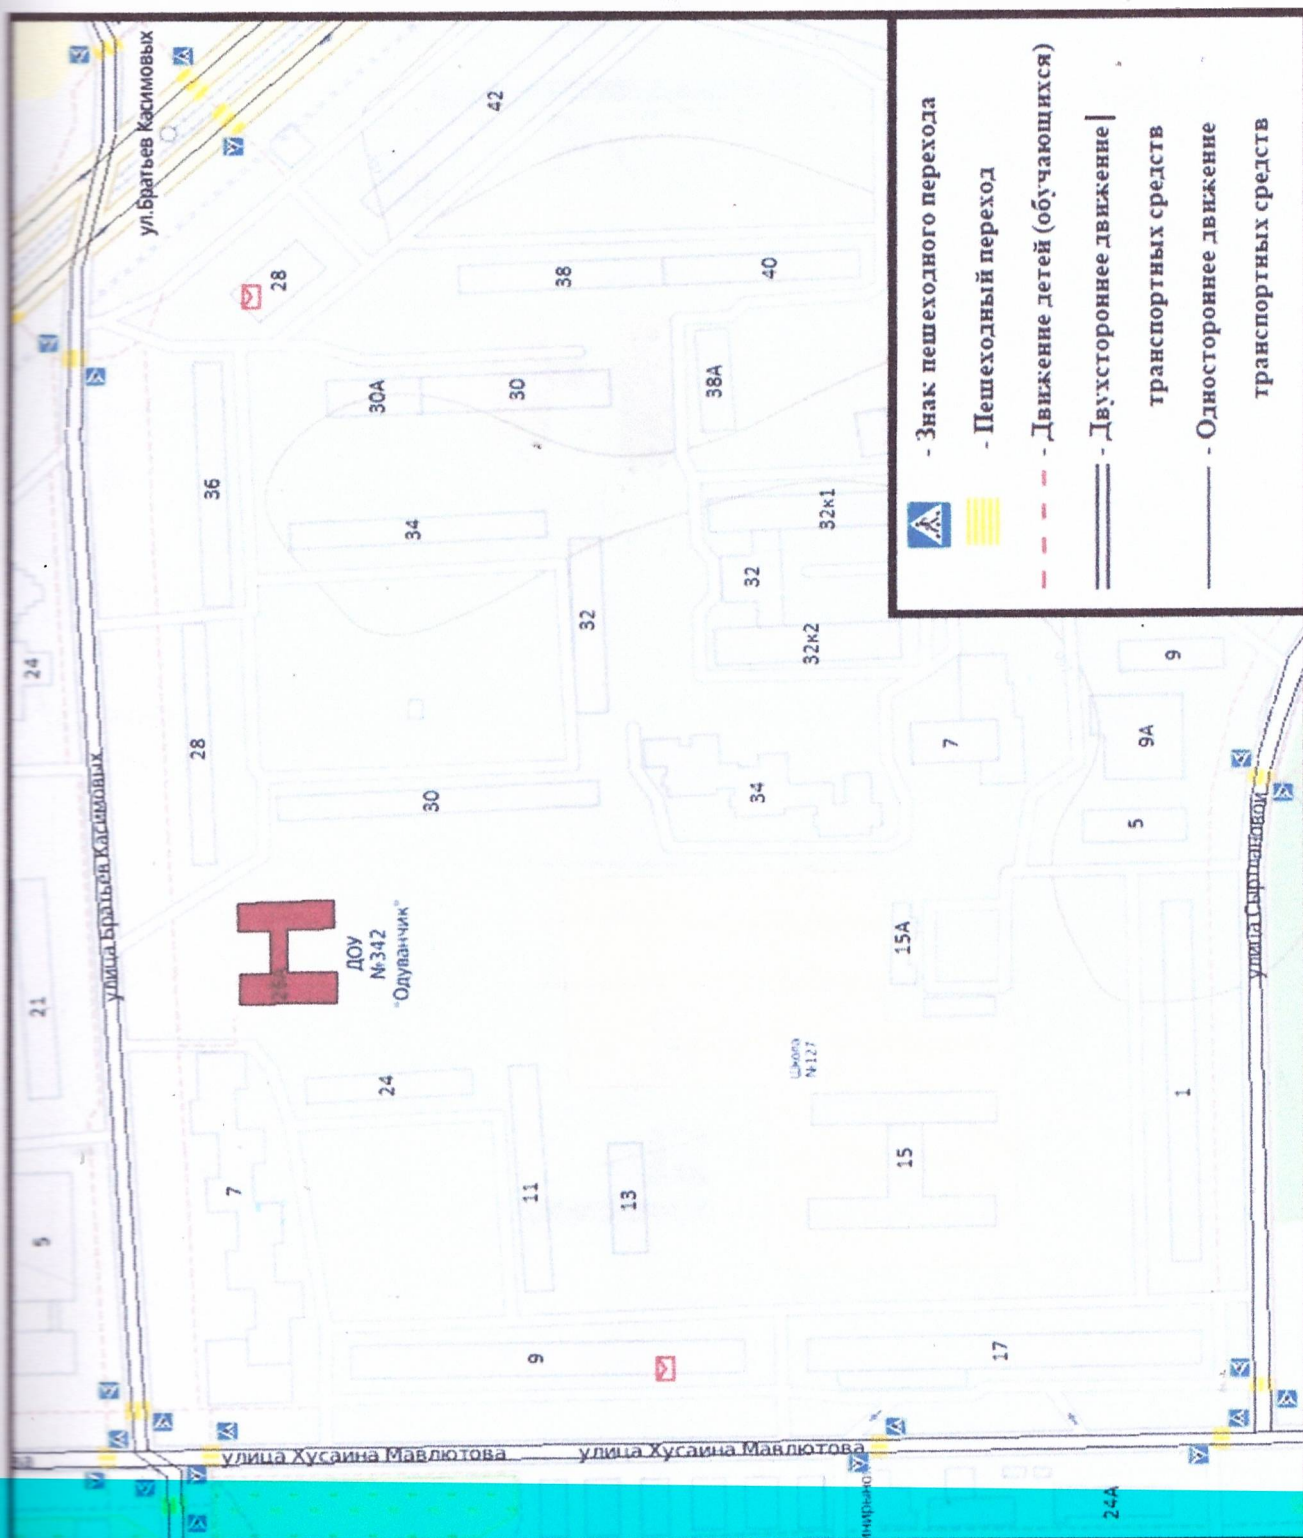 ул.Братьев Касимовых
42
28
38
40
30А
30
38А
36
34
32к1
32
32
32к2
24
28
30
34
7
9
9А
5
улица Братьев Касимовых
21
26А
ДОУ
№342
"Одуванчик"
15А
улица Сыртлановой
Школа
№127
24
7
5
11
13
15
1
9
17
улица Хусаина Мавлютова
улица Хусаина Мавлютова
24А
- Знак пешеходного перехода
- Пешеходный переход
- Движение детей (обучающихся)
- Двухстороннее движение
транспортных средств
- Одностороннее движение
транспортных средств